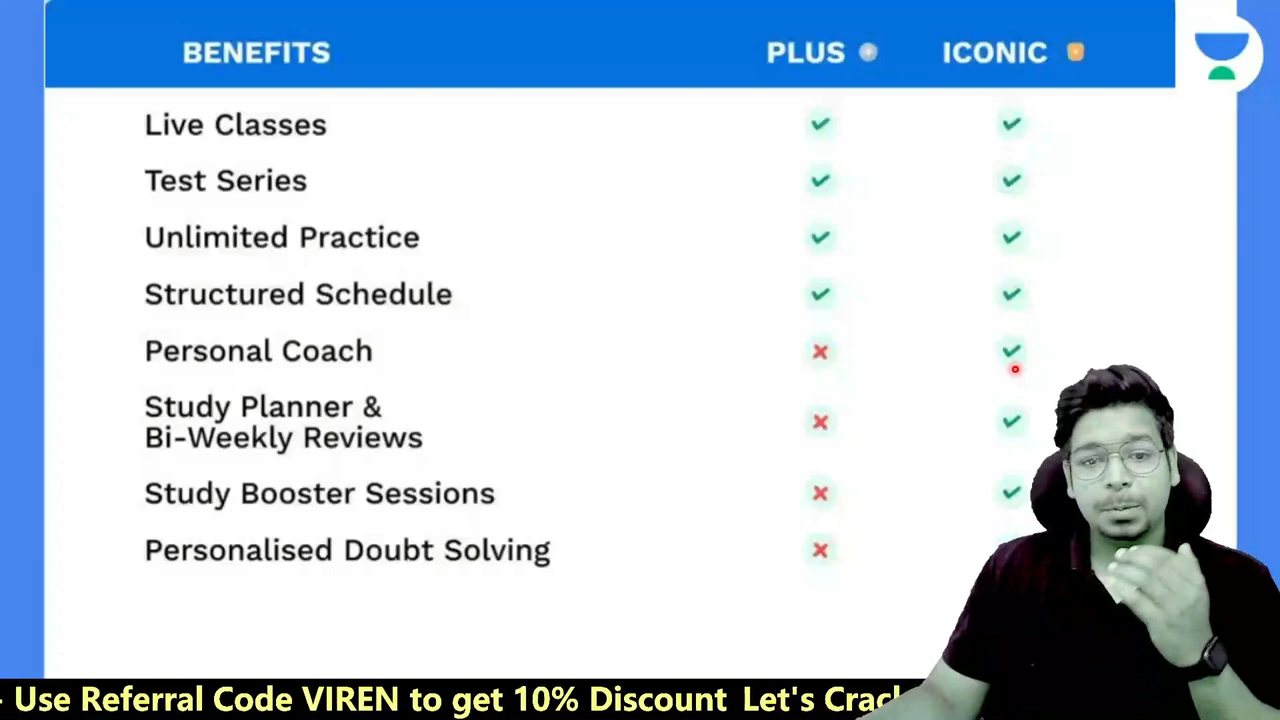 BENEFITS PLUS ICONIC
Live Classes
Test Series
Unlimited Practice
Structured Schedule
Personal Coach
Study Planner &
Bi-Weekly Reviews
Study Booster Sessions
Personalised Doubt Solving
Use Referral Code VIREN to get 10% Discount Let's